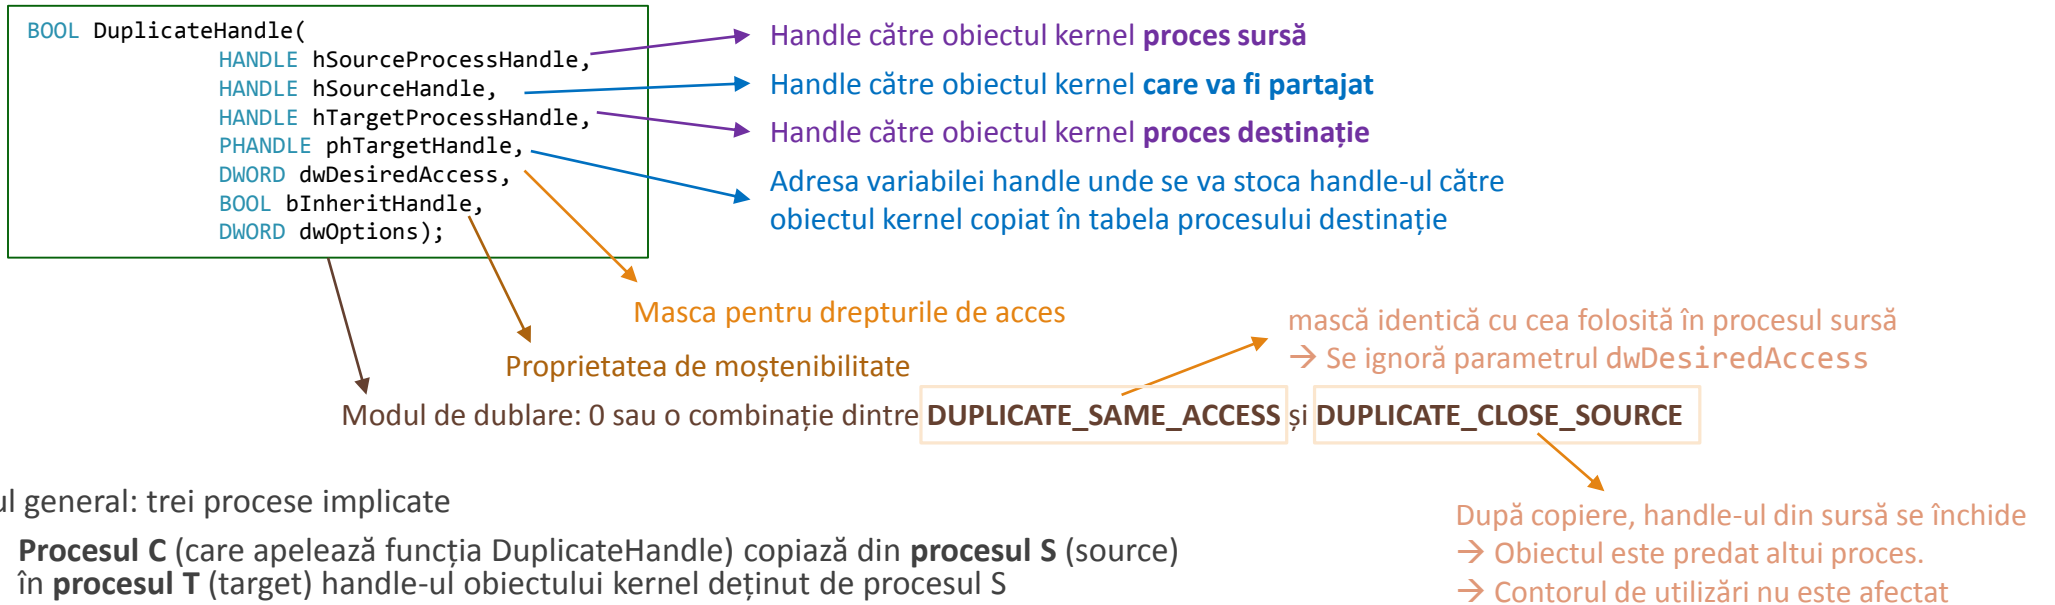 BOOL DuplicateHandle(
HANDLE hSourceProcessHandle,
HANDLE hSourceHandle,
HANDLE hTargetProcessHandle,
PHANDLE phTargetHandle,
DWORD dwDesiredAccess,
BOOL bInheritHandle,
DWORD dwOptions);
Handle către obiectul kernel proces sursă
Handle către obiectul kernel care va fi partajat
Handle către obiectul kernel proces destinație
Adresa variabilei handle unde se va stoca handle-ul către
obiectul kernel copiat în tabela procesului destinație
Masca pentru drepturile de acces
Proprietatea de moștenibilitate
mască identică cu cea folosită în procesul sursă
→ Se ignoră parametrul dwDesiredAccess
Modul de dublare: 0 sau o combinație dintre DUPLICATE_SAME_ACCESS și DUPLICATE_CLOSE_SOURCE
ul general: trei procese implicate
Procesul C (care apelează funcția DuplicateHandle) copiază din procesul S (source)
în procesul T (target) handle-ul obiectului kernel deținut de procesul S
După copiere, handle-ul din sursă se închide
→ Obiectul este predat altui proces.
→ Contorul de utilizări nu este afectat